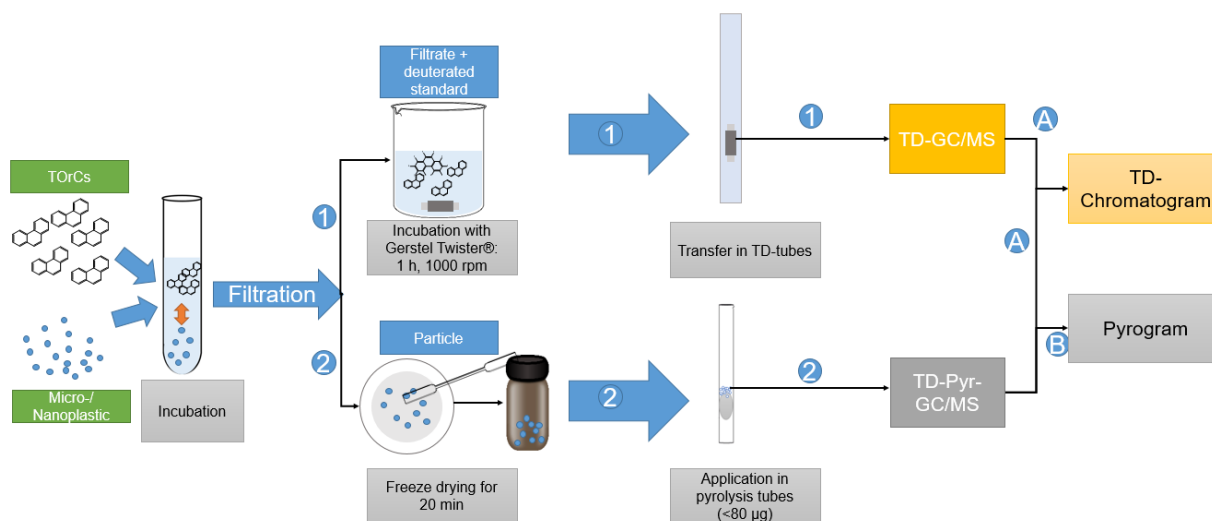 TOrCs
Micro-/
Nanoplastic
Incubation
Filtration
1
2
Filtrate +
deuterated
standard
Incubation with
Gerstel Twister®:
1 h, 1000 rpm
Particle
Freeze drying for
20 min
1
2
Transfer in TD-tubes
Application in
pyrolysis tubes
(<80 µg)
1
2
TD-GC/MS
TD-Pyr-
GC/MS
A
A
B
TD-
Chromatogram
Pyrogram